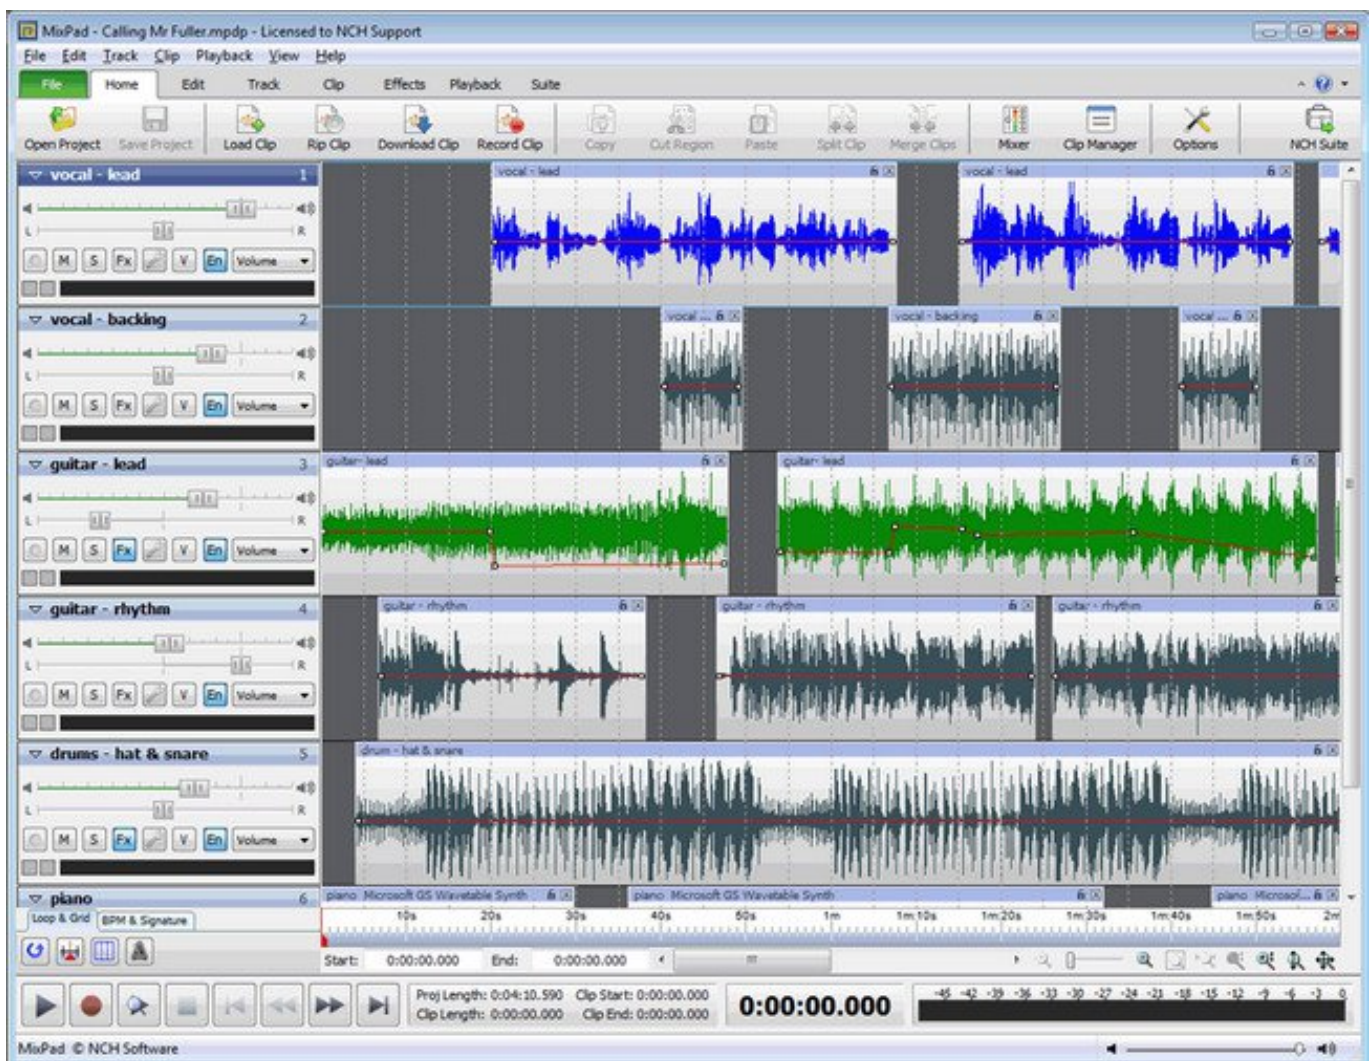 MixPad - Calling Mr Fuller.mpdp - Licensed to NCH Support
File Edit Track Clip Playback View Help
File Home Edit Track Clip Effects Playback Suite
Open Project Save Project Load Clip Rip Clip Download Clip Record Clip Copy Cut Region Paste Split Clip Merge Clips Mixer Clip Manager Options NCH Suite
vocal - lead 1 vocal - lead vocal - lead
L R
M S Fx V En Volume
vocal - backing 2 vocal ... vocal - backing vocal ...
L R
M S Fx V En Volume
guitar - lead 3 guitar- lead guitar- lead
L R
M S Fx V En Volume
guitar - rhythm 4 guitar - rhythm guitar - rhythm guitar - rhythm
L R
M S Fx V En Volume
drums - hat & snare 5 drum - hat & snare
L R
M S Fx V En Volume
piano 6 piano Microsoft GS Wavetable Synth piano Microsoft GS Wavetable Synth piano Microsof...
Loop & Grid BPM & Signature 10s 20s 30s 40s 50s 1m 1m:10s 1m:20s 1m:30s 1m:40s 1m:50s 2m
Start: 0:00:00.000 End: 0:00:00.000
Proj Length: 0:04:10.590 Clip Start: 0:00:00.000 0:00:00.000 -45 -42 -39 -36 -33 -30 -27 -24 -21 -18 -15 -12 -9 -6 -3 0
Clip Length: 0:00:00.000 Clip End: 0:00:00.000
MixPad © NCH Software